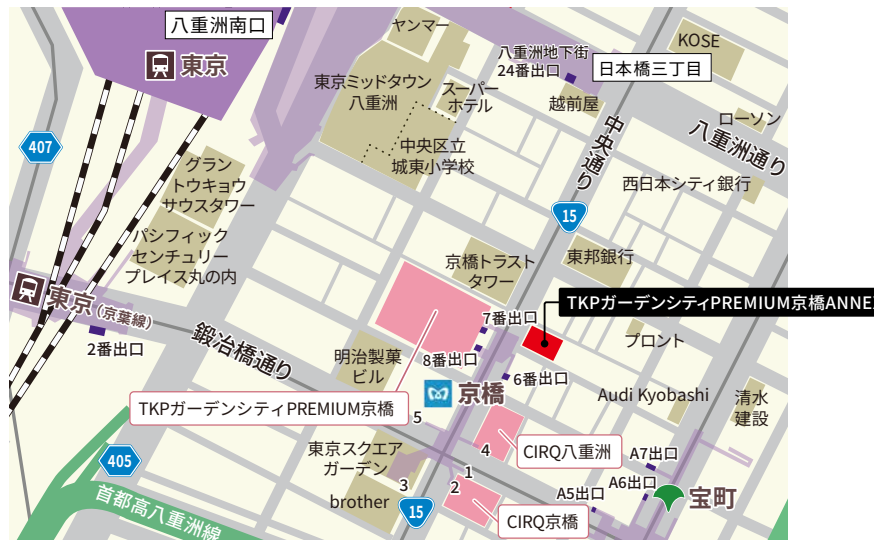 八重洲南口
東京
ヤンマー
八重洲地下街
24番出口
日本橋三丁目
KOSE
東京ミッドタウン
八重洲
スーパー
ホテル
越前屋
ローソン
407
中央区立
城東小学校
中央通り
八重洲通り
グラン
トウキョウ
サウスタワー
西日本シティ銀行
15
パシフィック
センチュリー
プレイス丸の内
京橋トラスト
タワー
東邦銀行
東京(京葉線)
2番出口
鍛冶橋通り
7番出口
TKPガーデンシティPREMIUM京橋ANNE
プロント
明治製菓
ビル
8番出口
6番出口
京橋
TKPガーデンシティPREMIUM京橋
5
Audi Kyobashi
清水
建設
405
東京スクエア
ガーデン
4
CIRQ八重洲
A7出口
3
1
2
A6出口
A5出口
宝町
首都高八重洲線
brother
15
CIRQ京橋